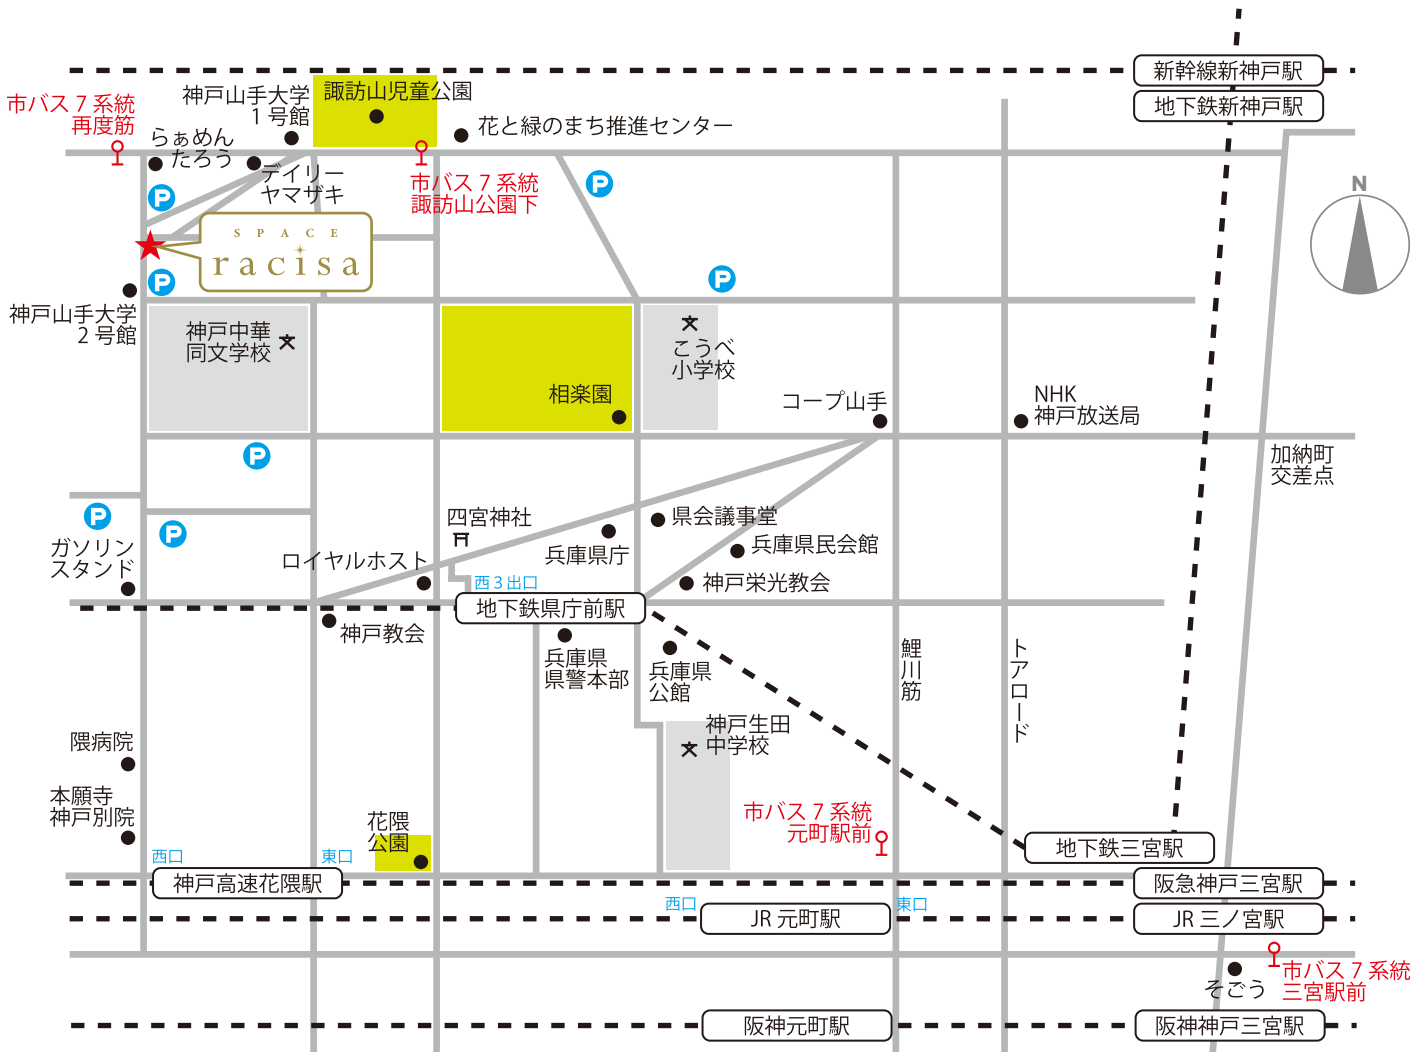 新幹線新神戸駅
地下鉄新神戸駅
市バス 7 系統
再度筋
神戸山手大学
1 号館
諏訪山児童公園
花と緑のまち推進センター
らぁめん
たろう
デイリー
ヤマザキ
市バス 7 系統
諏訪山公園下
P
P
N
SPACE
racisa
P
P
神戸山手大学
2 号館
神戸中華
同文学校
こうべ
小学校
相楽園
コープ山手
NHK
神戸放送局
加納町
交差点
P
P
P
ガソリン
スタンド
四宮神社
ロイヤルホスト
県会議事堂
兵庫県庁
兵庫県民会館
神戸栄光教会
西3出口
地下鉄県庁前駅
神戸教会
兵庫県
県警本部
兵庫県
公館
鯉川筋
トアロード
神戸生田
中学校
隈病院
本願寺
神戸別院
花隈
公園
市バス 7 系統
元町駅前
地下鉄三宮駅
西口
東口
神戸高速花隈駅
阪急神戸三宮駅
西口
JR 元町駅
東口
JR 三ノ宮駅
そごう
市バス 7 系統
三宮駅前
阪神元町駅
阪神神戸三宮駅